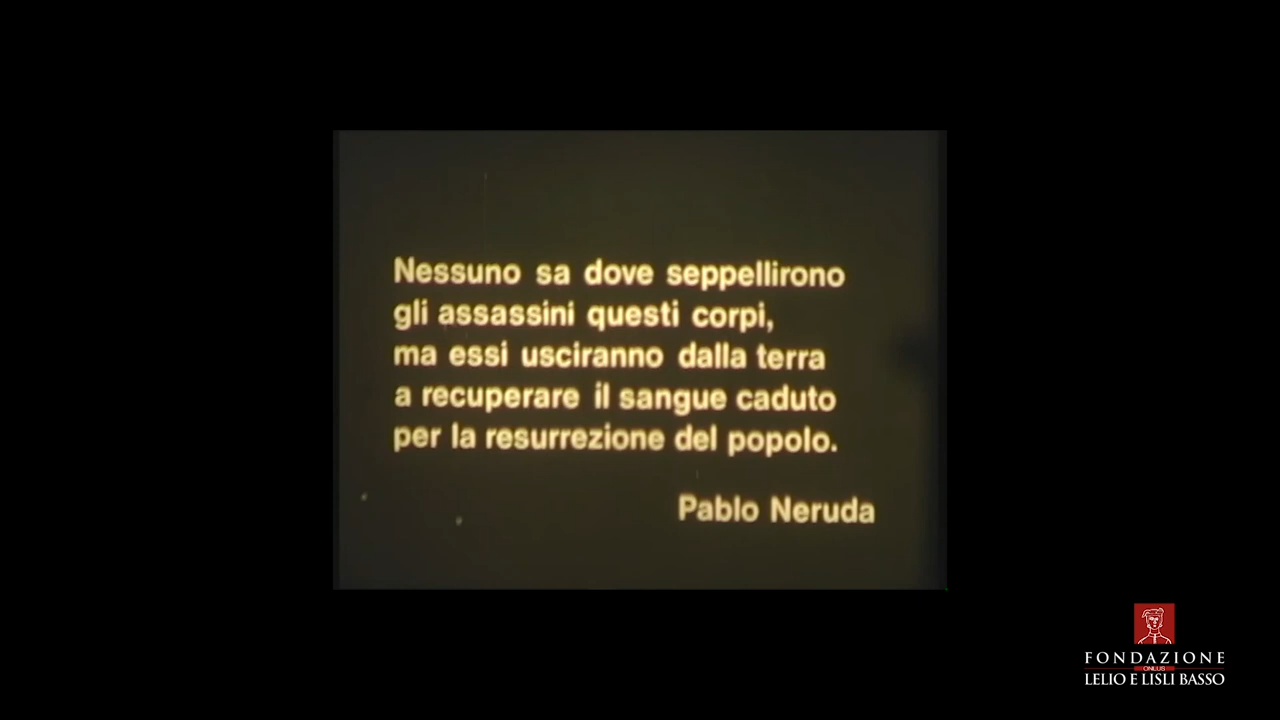 Nessuno sa dove seppellirono
gli assassini questi corpi,
ma essi usciranno dalla terra
a recuperare il sangue caduto
per la resurrezione del popolo.
Pablo Neruda
FONDAZIONE
ONLUS
LELIO E LISLI BASSO